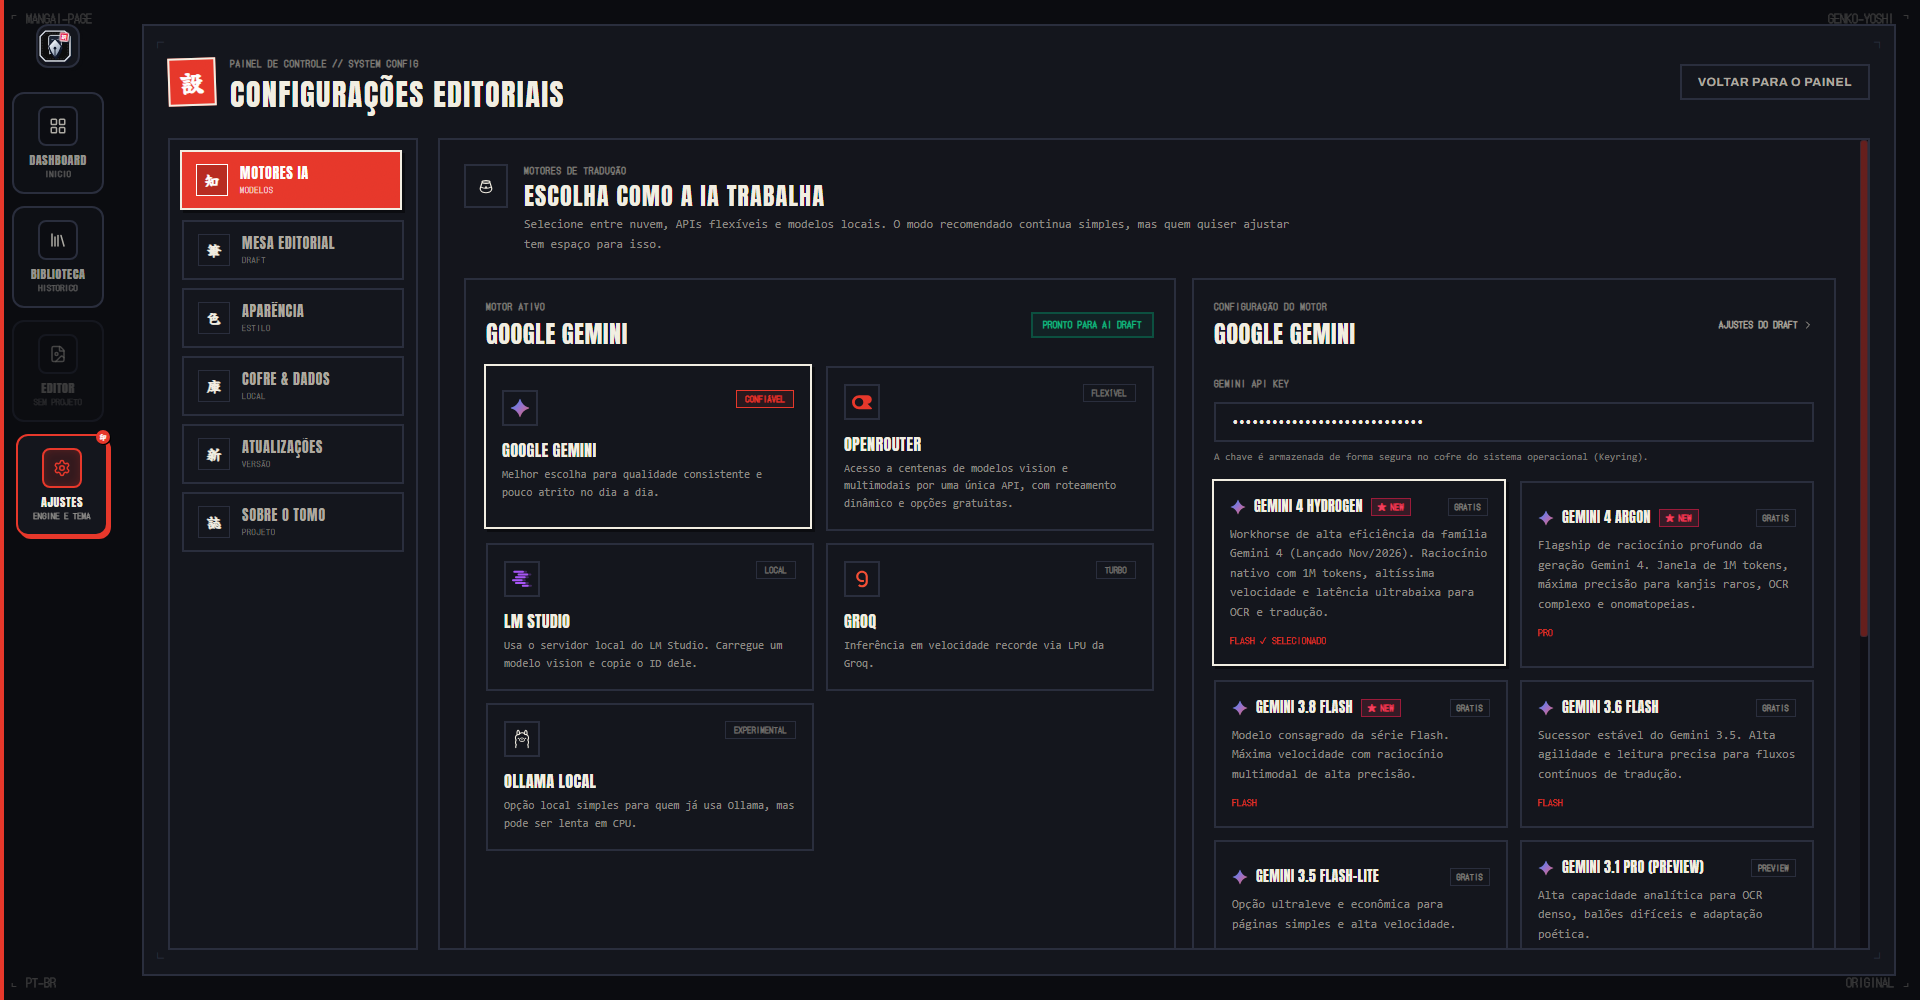 MANGAI-PAGE
GENKO-YOSHI
DASHBOARD
INICIO
BIBLIOTECA
HISTORICO
EDITOR
SEM PROJETO
AJUSTES
ENGINE E TEMA
設
PAINEL DE CONTROLE // SYSTEM CONFIG
CONFIGURAÇÕES EDITORIAIS
VOLTAR PARA O PAINEL
知
MOTORES IA
MODELOS
筆
MESA EDITORIAL
DRAFT
色
APARÊNCIA
ESTILO
庫
COFRE & DADOS
LOCAL
新
ATUALIZAÇÕES
VERSÃO
誌
SOBRE O TOMO
PROJETO
MOTORES DE TRADUÇÃO
ESCOLHA COMO A IA TRABALHA
Selecione entre nuvem, APIs flexíveis e modelos locais. O modo recomendado continua simples, mas quem quiser ajustar
tem espaço para isso.
MOTOR ATIVO
GOOGLE GEMINI
PRONTO PARA AI DRAFT
CONFIÁVEL
GOOGLE GEMINI
Melhor escolha para qualidade consistente e
pouco atrito no dia a dia.
FLEXÍVEL
OPENROUTER
Acesso a centenas de modelos vision e
multimodais por uma única API, com roteamento
dinâmico e opções gratuitas.
LOCAL
LM STUDIO
Usa o servidor local do LM Studio. Carregue um
modelo vision e copie o ID dele.
TURBO
GROQ
Inferência em velocidade recorde via LPU da
Groq.
EXPERIMENTAL
OLLAMA LOCAL
Opção local simples para quem já usa Ollama, mas
pode ser lenta em CPU.
CONFIGURAÇÃO DO MOTOR
GOOGLE GEMINI
AJUSTES DO DRAFT >
GEMINI API KEY
•••••••••••••••••••••••••••••
A chave é armazenada de forma segura no cofre do sistema operacional (Keyring).
GEMINI 4 HYDROGEN ★ NEW GRATIS
Workhorse de alta eficiência da família
Gemini 4 (Lançado Nov/2026). Raciocínio
nativo com 1M tokens, altíssima
velocidade e latência ultrabaixa para
OCR e tradução.
FLASH ✓ SELECIONADO
GEMINI 4 ARGON ★ NEW GRATIS
Flagship de raciocínio profundo da
geração Gemini 4. Janela de 1M tokens,
máxima precisão para kanjis raros, OCR
complexo e onomatopeias.
PRO
GEMINI 3.8 FLASH ★ NEW GRATIS
Modelo consagrado da série Flash.
Máxima velocidade com raciocínio
multimodal de alta precisão.
FLASH
GEMINI 3.6 FLASH GRATIS
Sucessor estável do Gemini 3.5. Alta
agilidade e leitura precisa para fluxos
contínuos de tradução.
FLASH
GEMINI 3.5 FLASH-LITE GRATIS
Opção ultraleve e econômica para
páginas simples e alta velocidade.
GEMINI 3.1 PRO (PREVIEW) PREVIEW
Alta capacidade analítica para OCR
denso, balões difíceis e adaptação
poética.
PT-BR
ORIGINAL